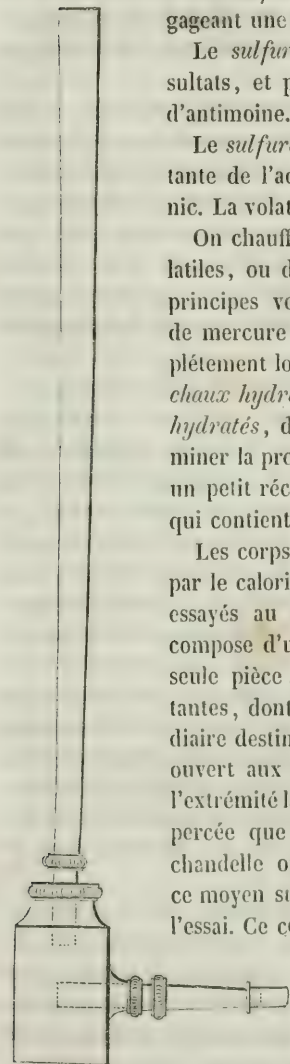 gageant une
Le sulfur
sultats, et p
d'antimoine.
Le sulfur
tante de l'ac
nic. La volat
On chauff
latiles, ou d
principes vo
de mercure
plétement lo
chaux hydr
hydratés, d
miner la pro
un petit réc
qui contient
Les corps
par le calori
essayés au
compose d'u
seule pièce
tantes, dont
diaire destin
ouvert aux
l'extrémité l
percée que
chandelle o
ce moyen su
l'essai. Ce c